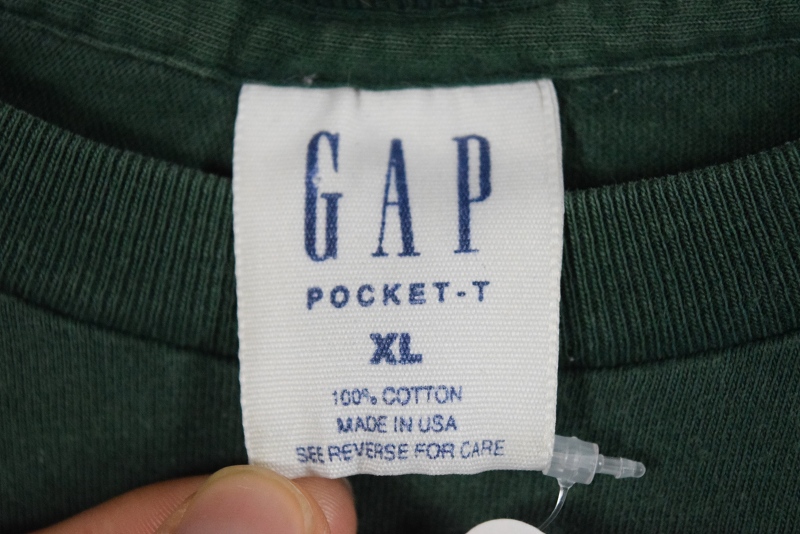 GAP
POCKET-T
XL
100% COTTON
MADE IN USA
SEE REVERSE FOR CARE